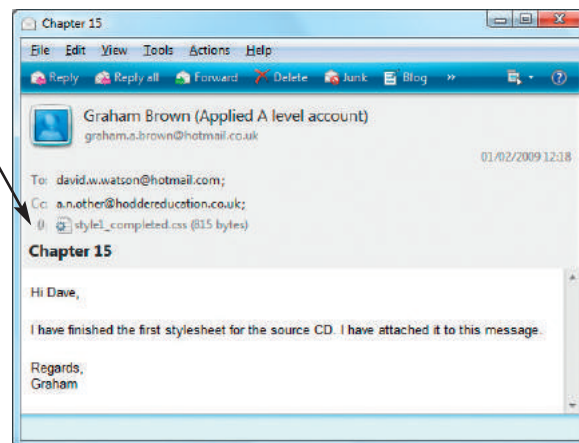 Chapter 15
File Edit View Tools Actions Help
Reply Reply all Forward Delete Junk Blog »
Graham Brown (Applied A level account)
graham.a.brown@hotmail.co.uk
01/02/2009 12:18
To: david.w.watson@hotmail.com;
Cc: a.n.other@hoddereducation.co.uk;
style1_completed.css (815 bytes)
Chapter 15
Hi Dave,
I have finished the first stylesheet for the source CD. I have attached it to this message.
Regards,
Graham